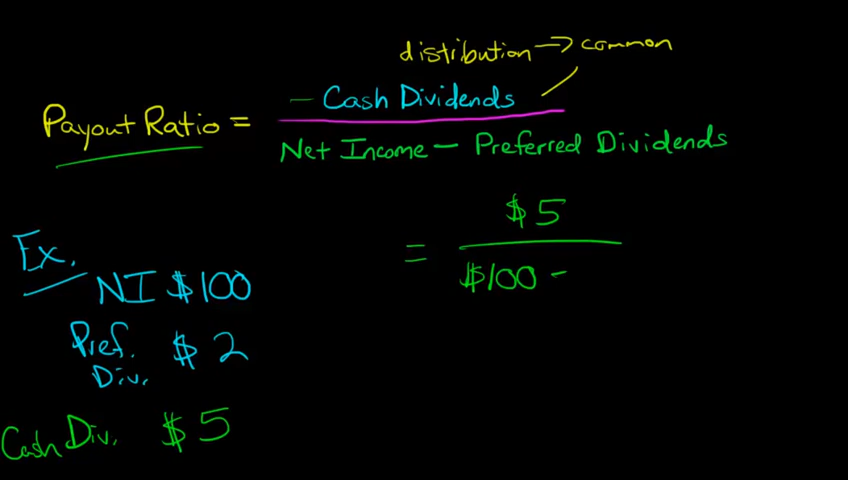 distribution → common
Payout Ratio = - Cash Dividends
Net Income - Preferred Dividends
= $5
$100 -
Ex.
NI $100
Pref. Div. $2
Cash Div. $5